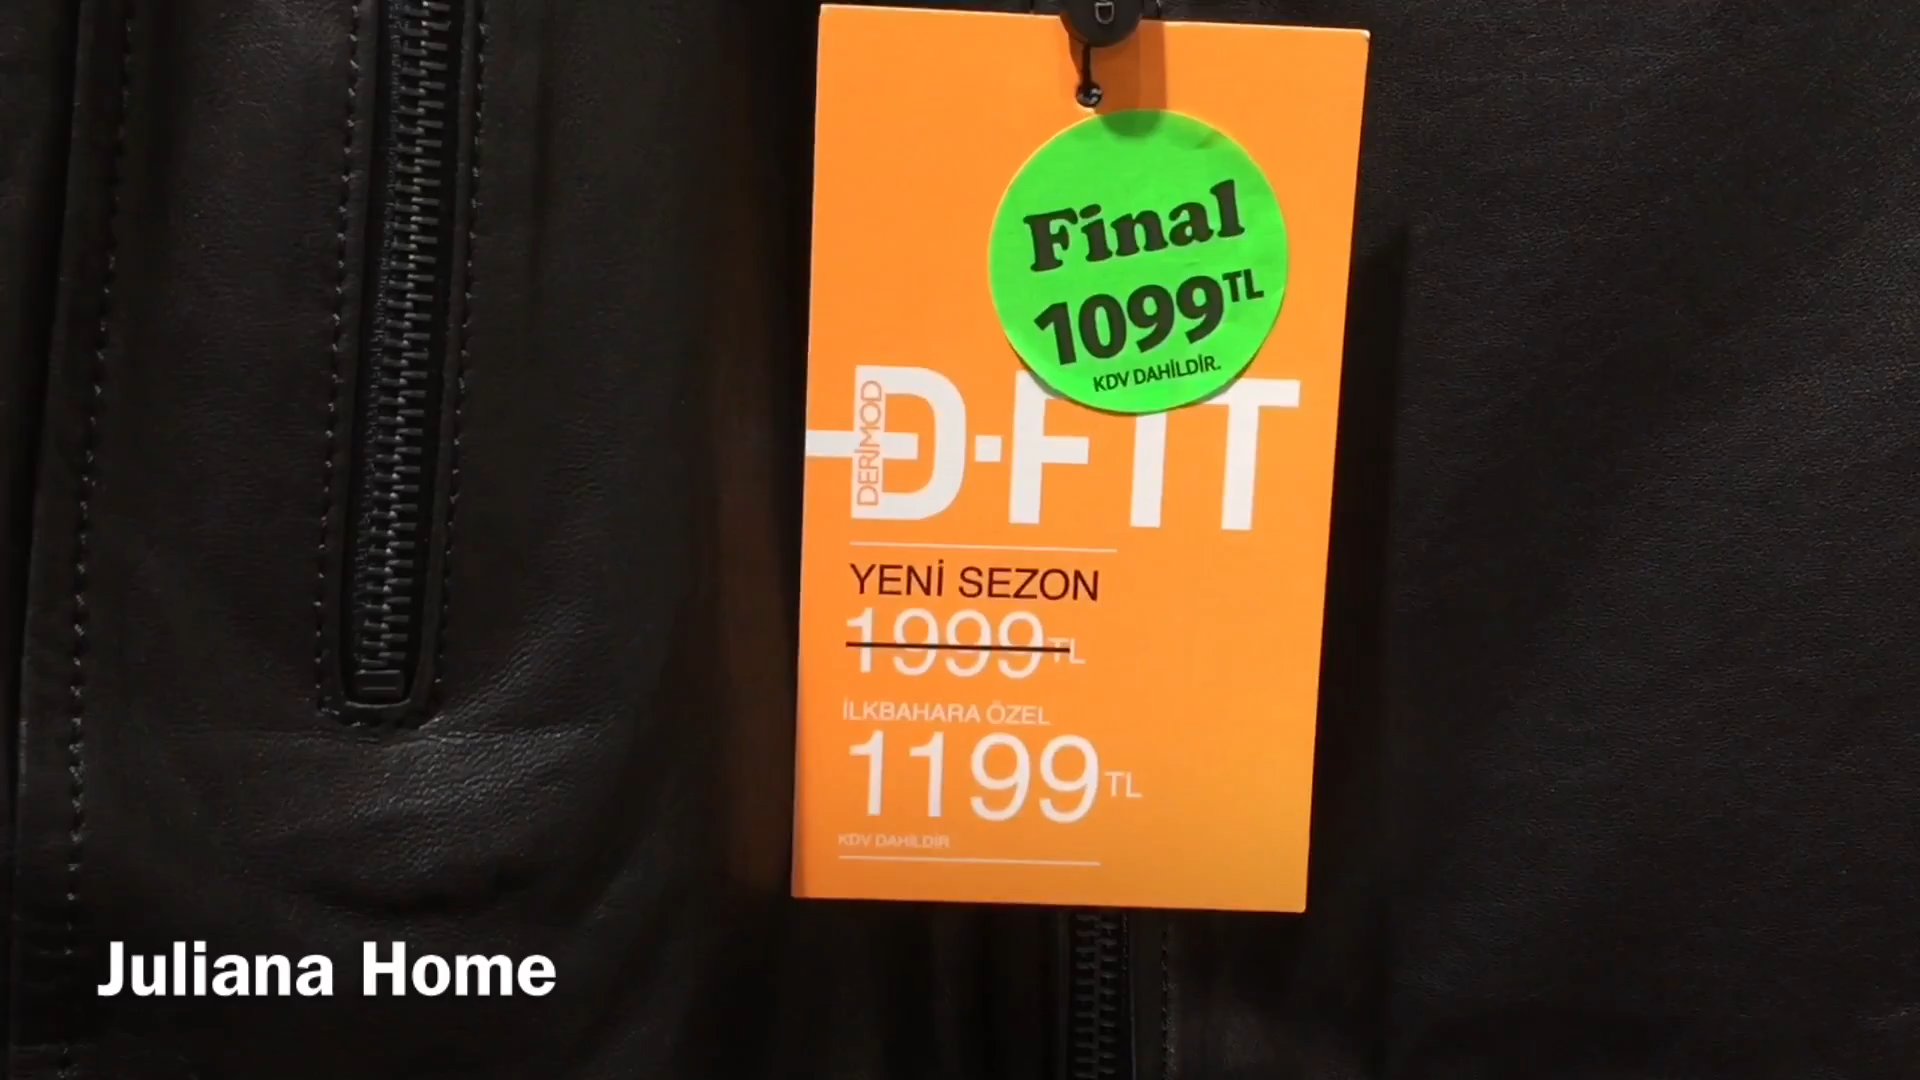 D
Final
1099TL
KDV DAHİLDİR.
DERİMOD
D·FIT
YENİ SEZON
1999TL
İLKBAHARA ÖZEL
1199TL
KDV DAHİLDİR
Juliana Home